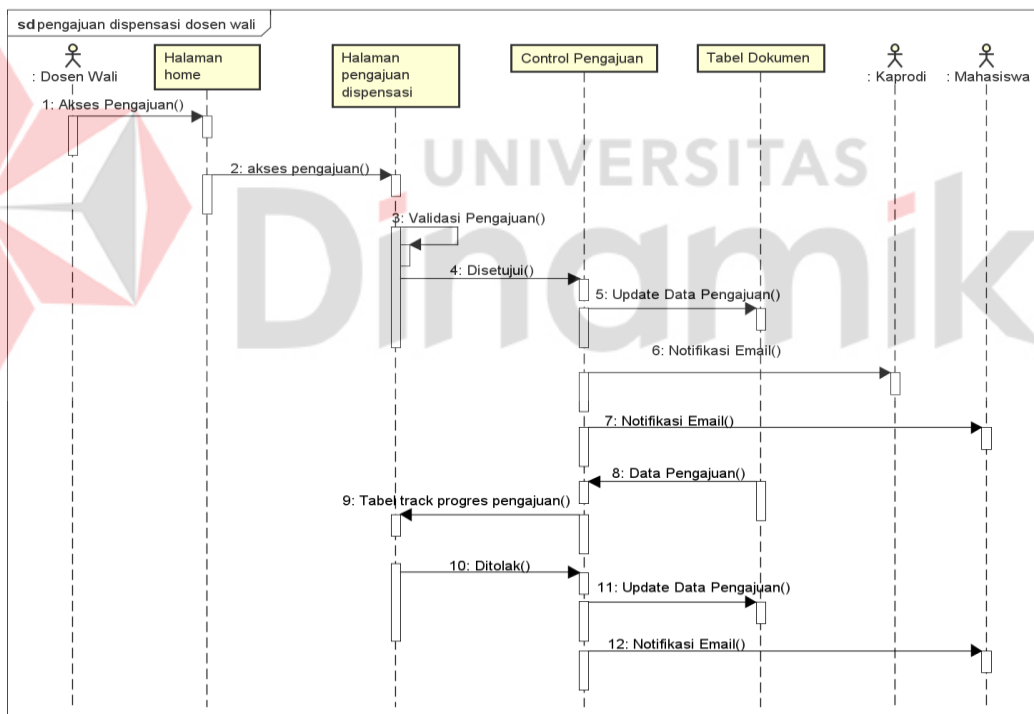 sd pengajuan dispensasi dosen wali
: Dosen Wali
Halaman
home
Halaman
pengajuan
dispensasi
Control Pengajuan
Tabel Dokumen
: Kaprodi
: Mahasiswa
1: Akses Pengajuan()
2: akses pengajuan()
UNIVERSITAS
Dinamika
3: Validasi Pengajuan()
4: Disetujui()
5: Update Data Pengajuan()
6: Notifikasi Email()
7: Notifikasi Email()
8: Data Pengajuan()
9: Tabel track progres pengajuan()
10: Ditolak()
11: Update Data Pengajuan()
12: Notifikasi Email()